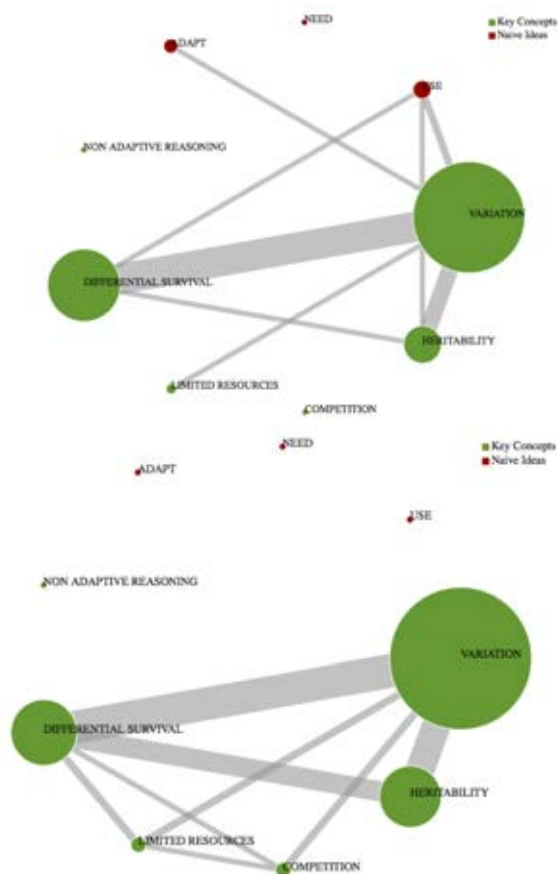 NEED
Key Concepts
Naive Ideas
ADAPT
USE
NON ADAPTIVE REASONING
VARIATION
DIFFERENTIAL SURVIVAL
HERITABILITY
LIMITED RESOURCES
COMPETITION
NEED
Key Concepts
Naive Ideas
ADAPT
USE
NON ADAPTIVE REASONING
VARIATION
DIFFERENTIAL SURVIVAL
HERITABILITY
LIMITED RESOURCES
COMPETITION